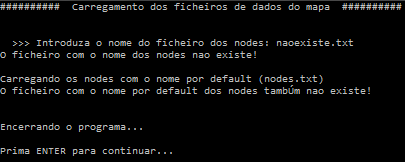 ########## Carregamento dos ficheiros de dados do mapa ##########
>>> Introduza o nome do ficheiro dos nodes: naoexiste.txt
O ficheiro com o nome dos nodes nao existe!
Carregando os nodes com o nome por default (nodes.txt)
O ficheiro com o nome por default dos nodes tambÚm nao existe!
Encerrando o programa...
Prima ENTER para continuar...